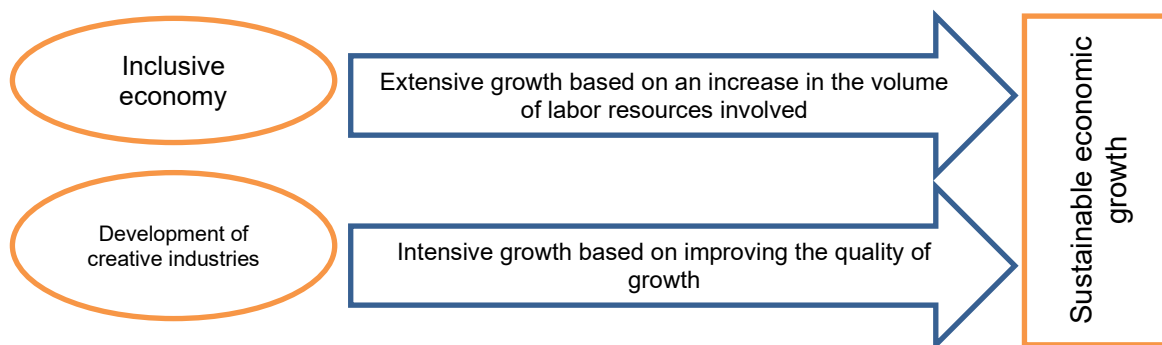 Inclusive
economy
Extensive growth based on an increase in the volume
of labor resources involved
Development of
creative industries
Intensive growth based on improving the quality of
growth
Sustainable economic
growth